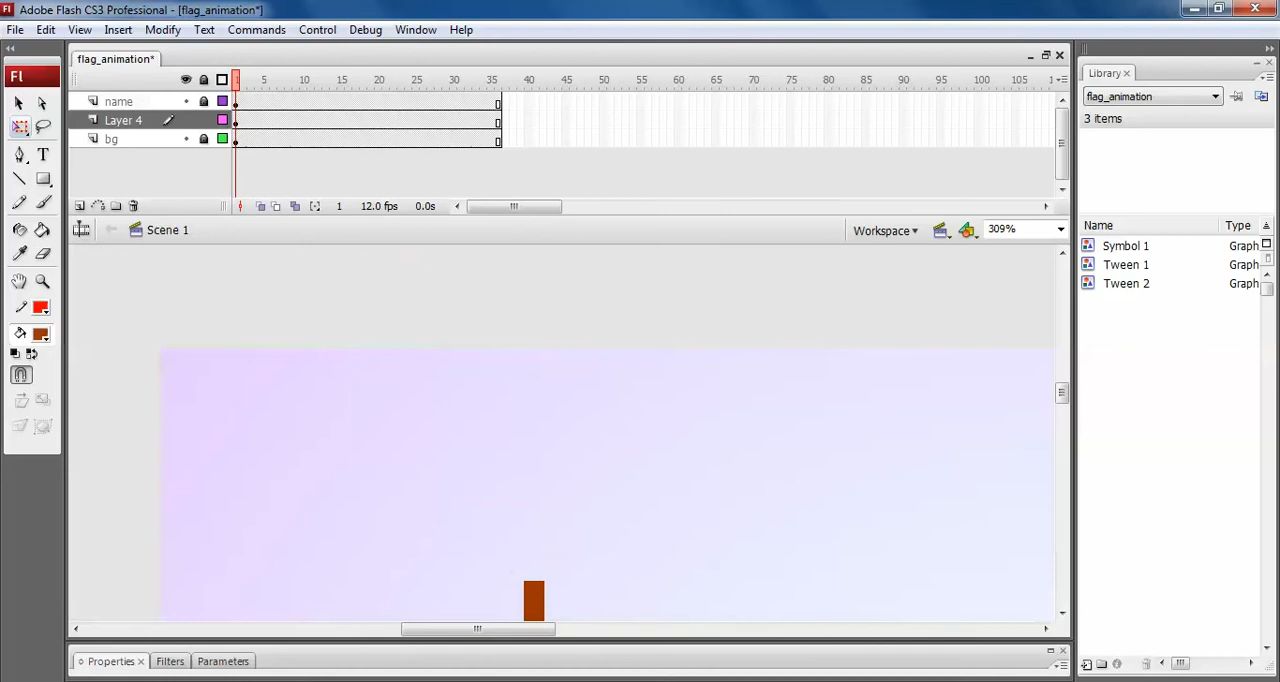 Fl Adobe Flash CS3 Professional - [flag_animation*]
File Edit View Insert Modify Text Commands Control Debug Window Help
flag_animation*
Library
Fl
1 5 10 15 20 25 30 35 40 45 50 55 60 65 70 75 80 85 90 95 100 105
name
flag_animation
Layer 4
3 items
bg
1 12.0 fps 0.0s
Scene 1 Workspace 309%
Name Type
Symbol 1 Graph
Tween 1 Graph
Tween 2 Graph
Properties Filters Parameters